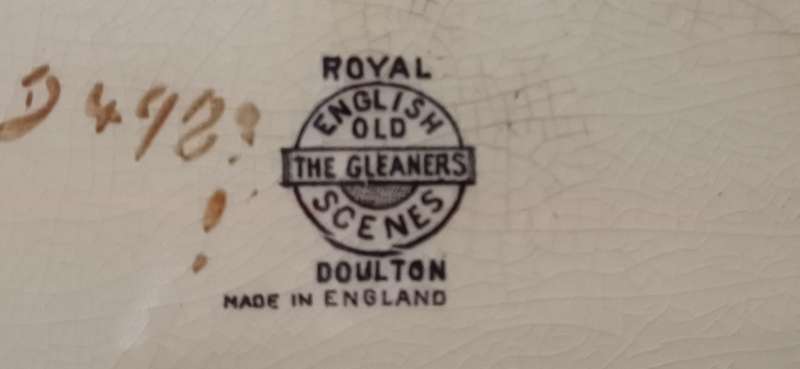 ROYAL
ENGLISH
OLD
THE GLEANERS
SCENES
DOULTON
MADE IN ENGLAND